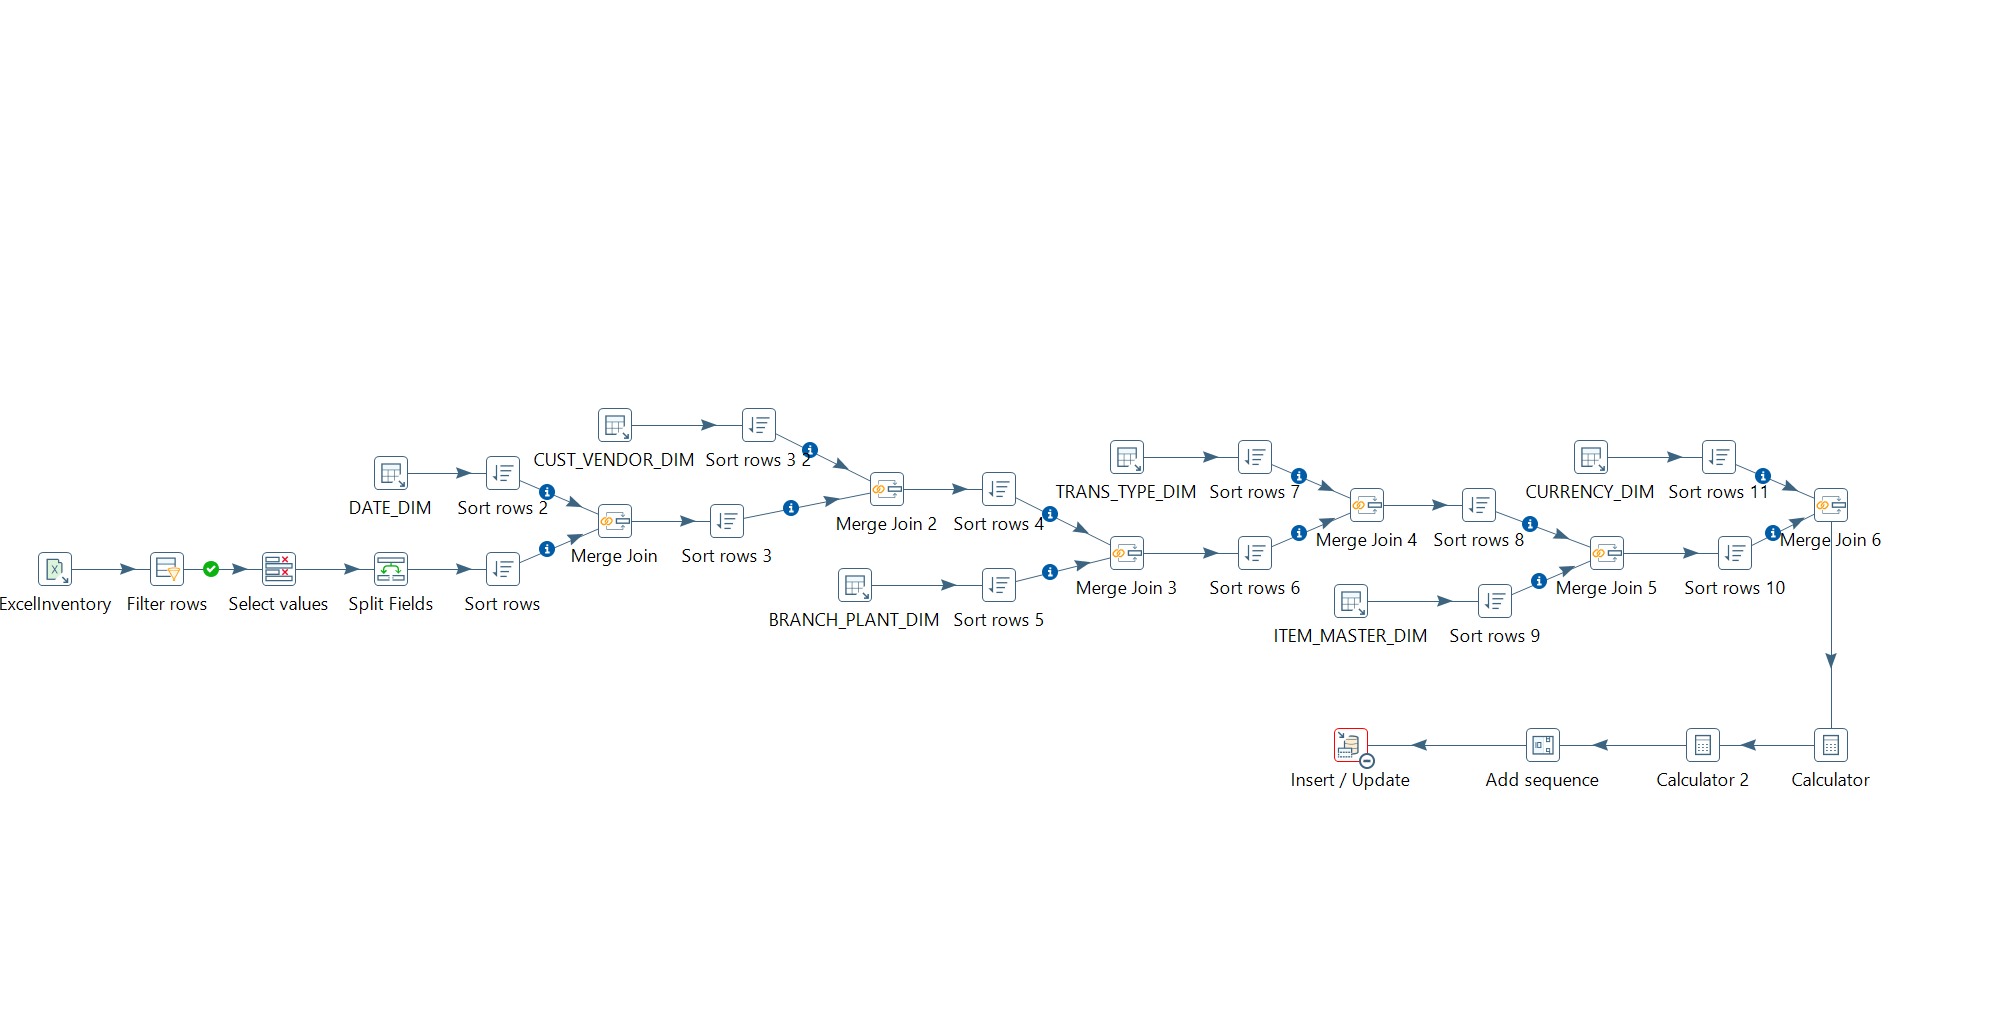 CUST_VENDOR_DIM
Sort rows 3 2
DATE_DIM
Sort rows 2
Merge Join
Sort rows 3
Merge Join 2
Sort rows 4
TRANS_TYPE_DIM
Sort rows 7
Merge Join 4
Sort rows 8
CURRENCY_DIM
Sort rows 11
Merge Join 6
ExcelInventory
Filter rows
Select values
Split Fields
Sort rows
BRANCH_PLANT_DIM
Sort rows 5
Merge Join 3
Sort rows 6
ITEM_MASTER_DIM
Sort rows 9
Merge Join 5
Sort rows 10
Insert / Update
Add sequence
Calculator 2
Calculator